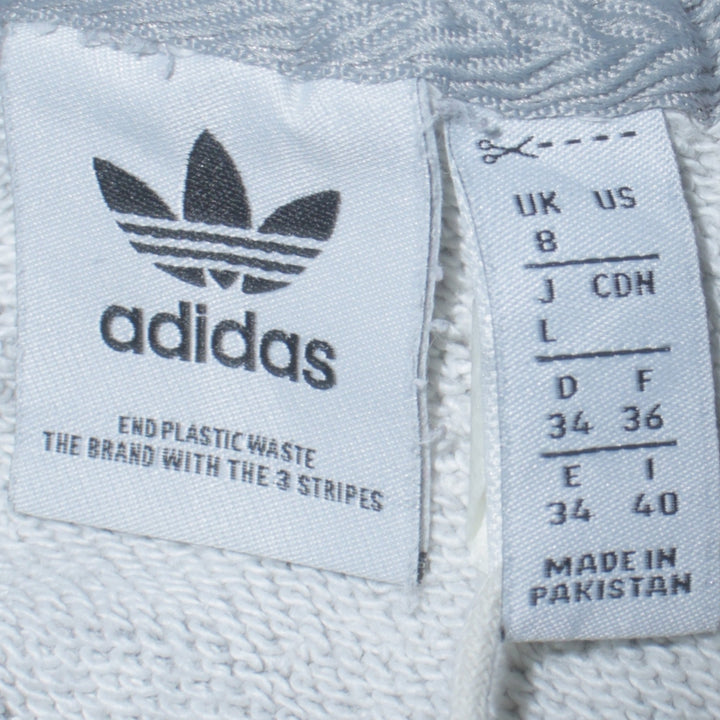 adidas
END PLASTIC WASTE
THE BRAND WITH THE 3 STRIPES
UK US
8
J CDH
L
D F
34 36
E I
34 40
MADE IN
PAKISTAN